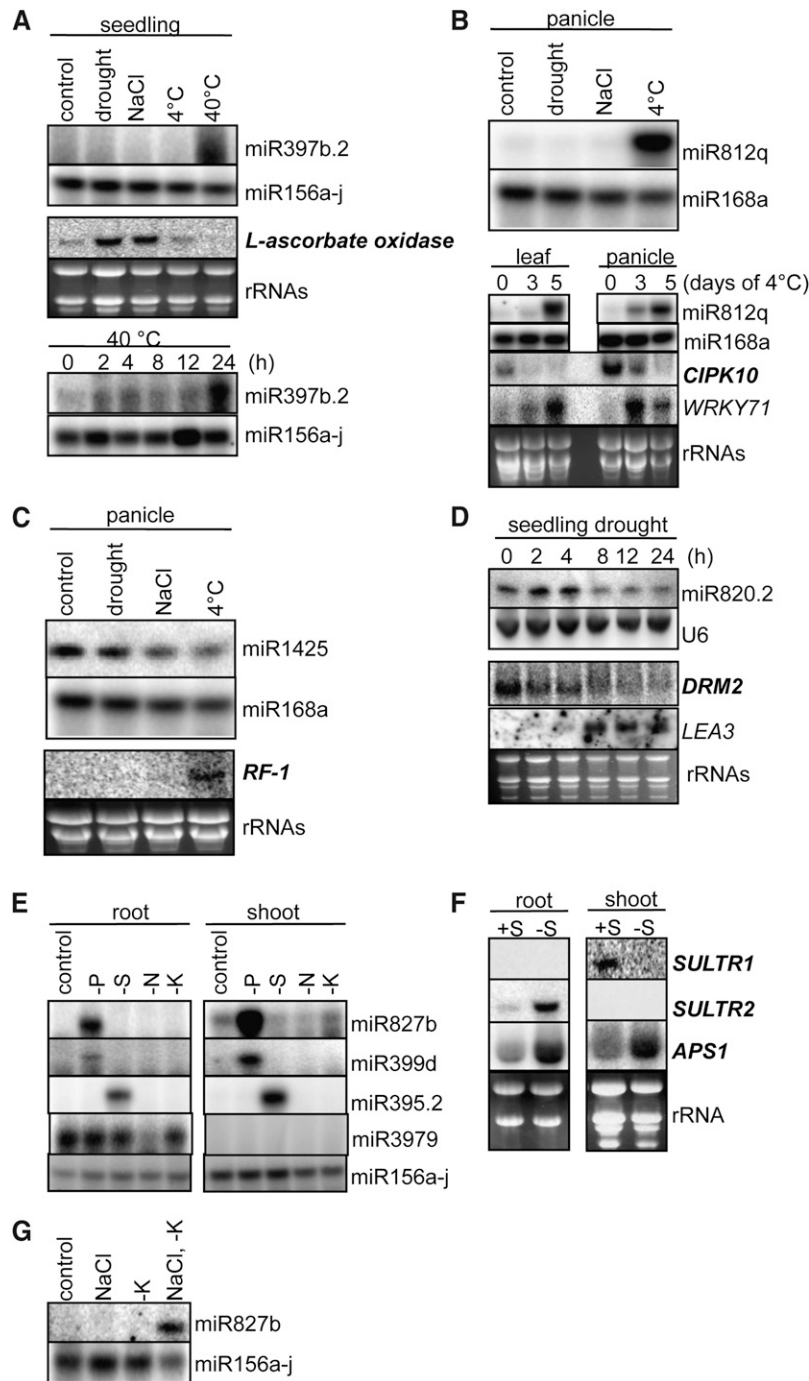 A
seedling
control drought NaCl 4°C 40°C
miR397b.2
miR156a-j
L-ascorbate oxidase
rRNAs
40 °C
0 2 4 8 12 24 (h)
miR397b.2
miR156a-j
B
panicle
control drought NaCl 4°C
miR812q
miR168a
leaf panicle
0 3 5 0 3 5 (days of 4°C)
miR812q
miR168a
CIPK10
WRKY71
rRNAs
C
panicle
control drought NaCl 4°C
miR1425
miR168a
RF-1
rRNAs
D
seedling drought
0 2 4 8 12 24 (h)
miR820.2
U6
DRM2
LEA3
rRNAs
E
root shoot
control -P -S -N -K control -P -S -N -K
miR827b
miR399d
miR395.2
miR3979
miR156a-j
F
root shoot
+S -S +S -S
SULTR1
SULTR2
APS1
rRNA
G
control NaCl -K NaCl, -K
miR827b
miR156a-j